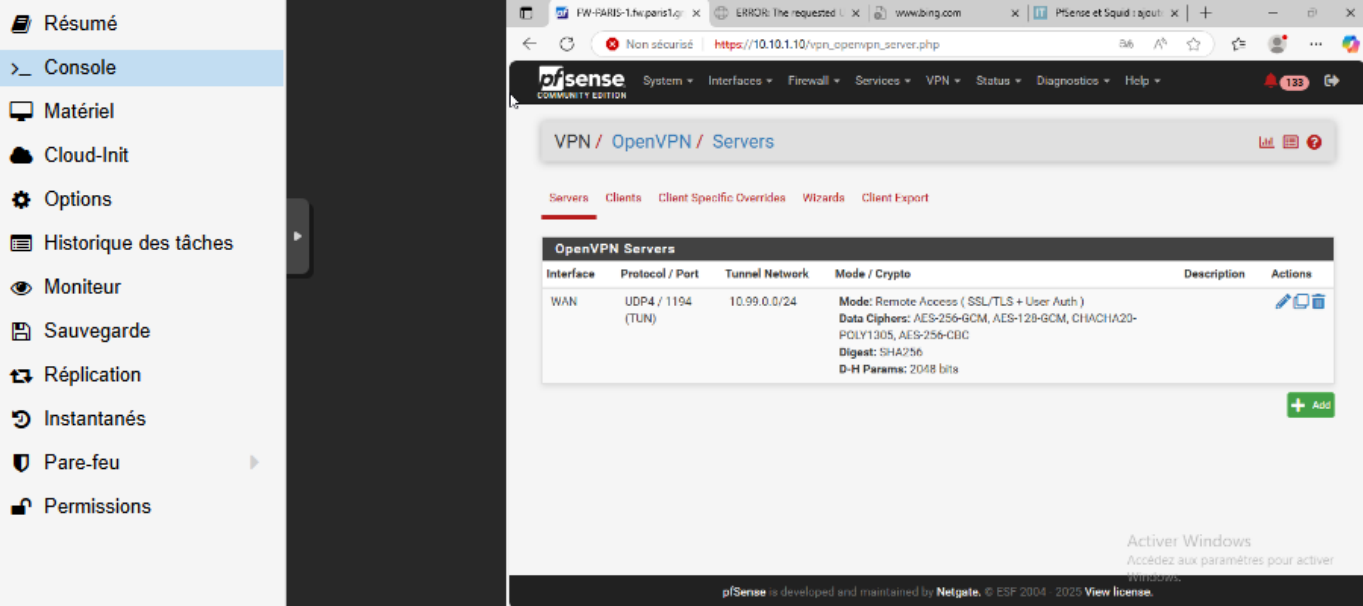 Résumé
Console
Matériel
Cloud-Init
Options
Historique des tâches
Moniteur
Sauvegarde
Réplication
Instantanés
Pare-feu
Permissions
FW-PARIS-1.fw.paris1.gr
ERROR: The requested U
www.bing.com
PfSense et Squid : ajout
Non sécurisé
https://10.10.1.10/vpn_openvpn_server.php
pfsense
COMMUNITY EDITION
System
Interfaces
Firewall
Services
VPN
Status
Diagnostics
Help
133
VPN / OpenVPN / Servers
Servers
Clients
Client Specific Overrides
Wizards
Client Export
OpenVPN Servers
Interface Protocol / Port Tunnel Network Mode / Crypto Description Actions
WAN
UDP4 / 1194
(TUN)
10.99.0.0/24
Mode: Remote Access ( SSL/TLS + User Auth )
Data Ciphers: AES-256-GCM, AES-128-GCM, CHACHA20-
POLY1305, AES-256-CBC
Digest: SHA256
D-H Params: 2048 bits
Add
Activer Windows
Accédez aux paramètres pour activer
Windows.
pfSense is developed and maintained by Netgate. © ESF 2004 - 2025 View license.